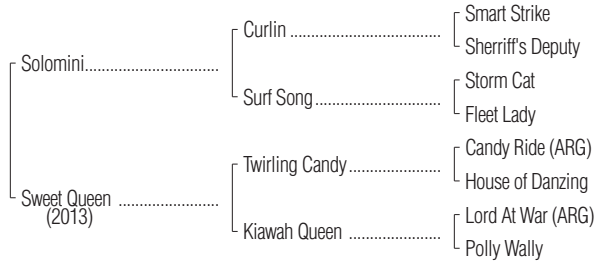 Solomini
Curlin
Smart Strike
Sherriff's Deputy
Surf Song
Storm Cat
Fleet Lady
Sweet Queen
(2013)
Twirling Candy
Candy Ride (ARG)
House of Danzing
Kiawah Queen
Lord At War (ARG)
Polly Wally